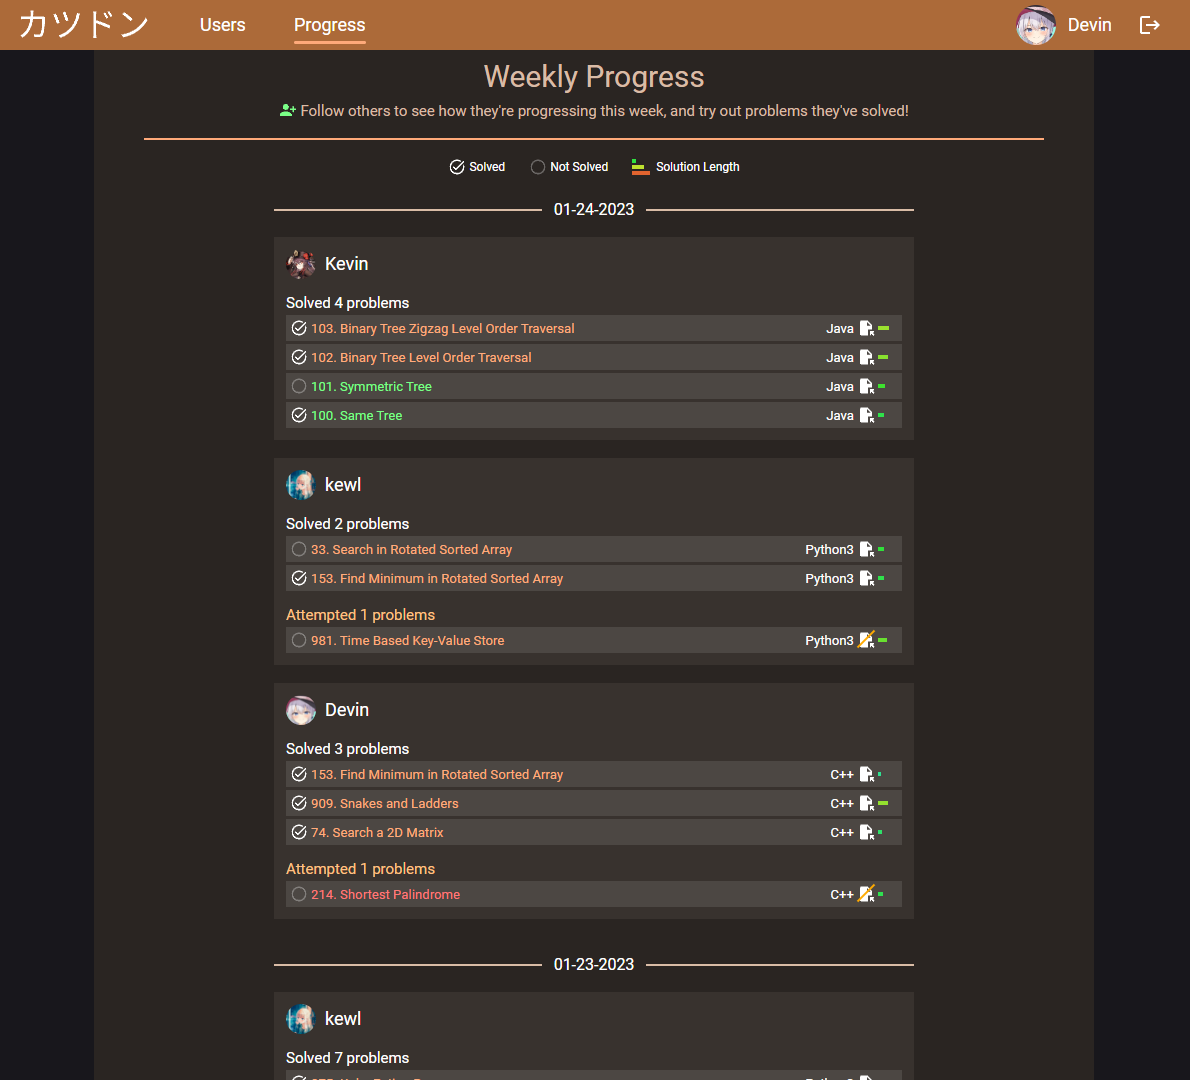 カツドン Users Progress Devin
Weekly Progress
Follow others to see how they're progressing this week, and try out problems they've solved!
Solved Not Solved Solution Length
01-24-2023
Kevin
Solved 4 problems
103. Binary Tree Zigzag Level Order Traversal Java
102. Binary Tree Level Order Traversal Java
101. Symmetric Tree Java
100. Same Tree Java
kewl
Solved 2 problems
33. Search in Rotated Sorted Array Python3
153. Find Minimum in Rotated Sorted Array Python3
Attempted 1 problems
981. Time Based Key-Value Store Python3
Devin
Solved 3 problems
153. Find Minimum in Rotated Sorted Array C++
909. Snakes and Ladders C++
74. Search a 2D Matrix C++
Attempted 1 problems
214. Shortest Palindrome C++
01-23-2023
kewl
Solved 7 problems